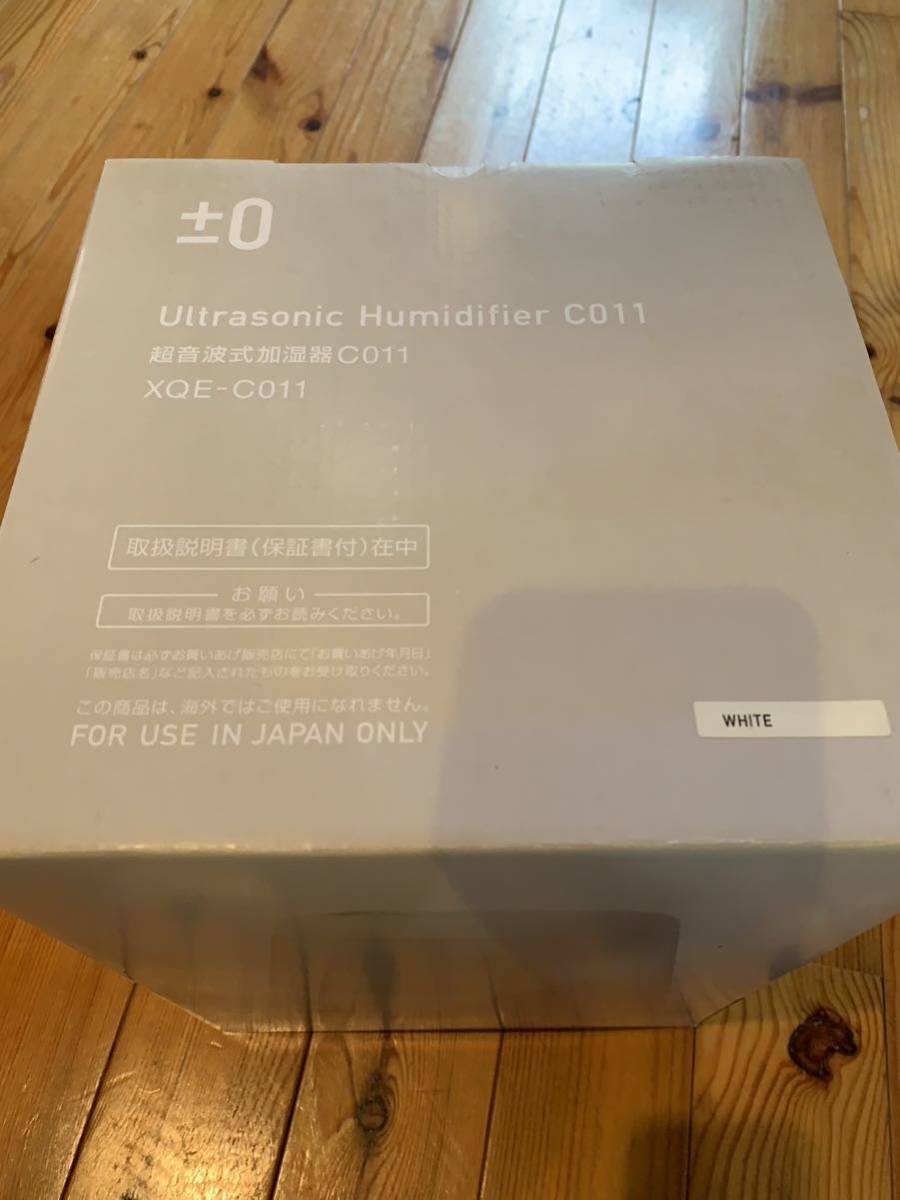 ±0
Ultrasonic Humidifier C011
超音波式加湿器C011
XQE-C011
取扱説明書(保証書付)在中
お願い
取扱説明書を必ずお読みください。
保証書は必ずお買いあげ販売店にて「お買いあげ年月日」
「販売店名」など記入されたものをお受け取りください。
この商品は、海外ではご使用になれません。
FOR USE IN JAPAN ONLY
WHITE